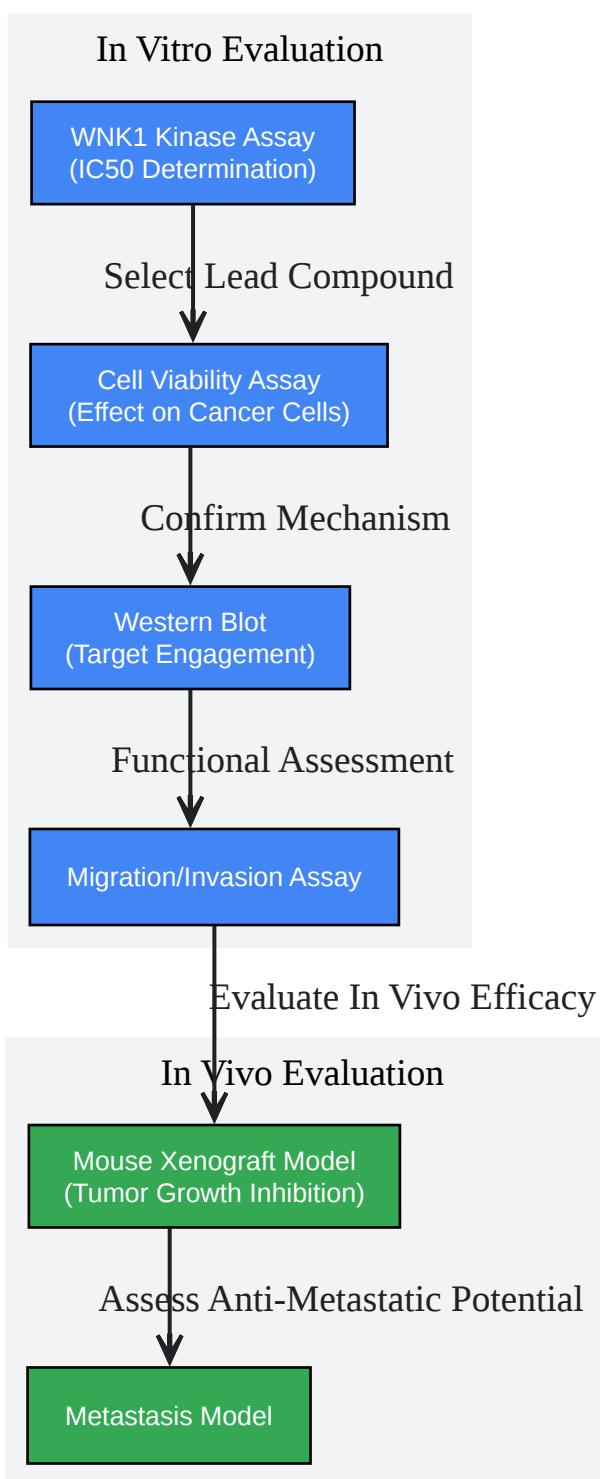 In Vitro Evaluation
WNK1 Kinase Assay
(IC50 Determination)
Select Lead Compound
Cell Viability Assay
(Effect on Cancer Cells)
Confirm Mechanism
Western Blot
(Target Engagement)
Functional Assessment
Migration/Invasion Assay
Evaluate In Vivo Efficacy
In Vivo Evaluation
Mouse Xenograft Model
(Tumor Growth Inhibition)
Assess Anti-Metastatic Potential
Metastasis Model